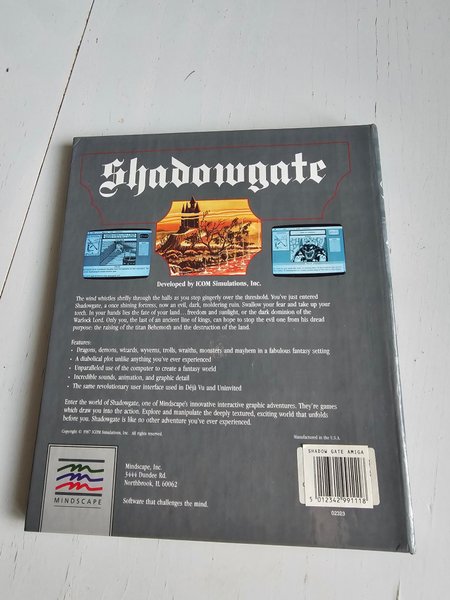 Shadowgate
Developed by ICOM Simulations, Inc.
The wind whistles shrilly through the halls as you step gingerly over the threshold. You've just entered
Shadowgate, a once shining fortress, now an evil, dark, moldering ruin. Swallow your fear and take up your
torch. In your hands lies the fate of your land. . . .freedom and sunlight, or the dark dominion of the
Warlock Lord. Only you, the last of an ancient line of kings, can hope to stop the evil one from his dread
purpose: the raising of the titan Behemoth and the destruction of the land.
Features:
• Dragons, demons, wizards, wyverns, trolls, wraiths, monsters and mayhem in a fabulous fantasy setting
• A diabolical plot unlike anything you've ever experienced
• Unparalleled use of the computer to create a fantasy world
• Incredible sounds, animation, and graphic detail
• The same revolutionary user interface used in Déjà Vu and Uninvited
Enter the world of Shadowgate, one of Mindscape's innovative interactive graphic adventures. They're games
which draw you into the action. Explore and manipulate the deeply textured, exciting world that unfolds
before you. Shadowgate is like no other adventure you've ever experienced.
Copyright © 1987 ICOM Simulations, Inc. All rights reserved.
Manufactured in the U.S.A.
SHADOW GATE AMIGA
5 012342 991118
02323
MINDSCAPE
Mindscape, Inc.
3444 Dundee Rd.
Northbrook, IL 60062
Software that challenges the mind.